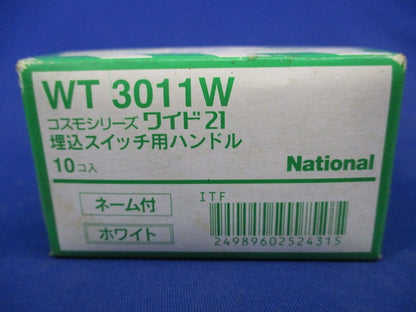 WT 3011W
コスモシリーズ ワイド21
埋込スイッチ用ハンドル
10コ入
National
ネーム付
ITF
ホワイト
24989602524315